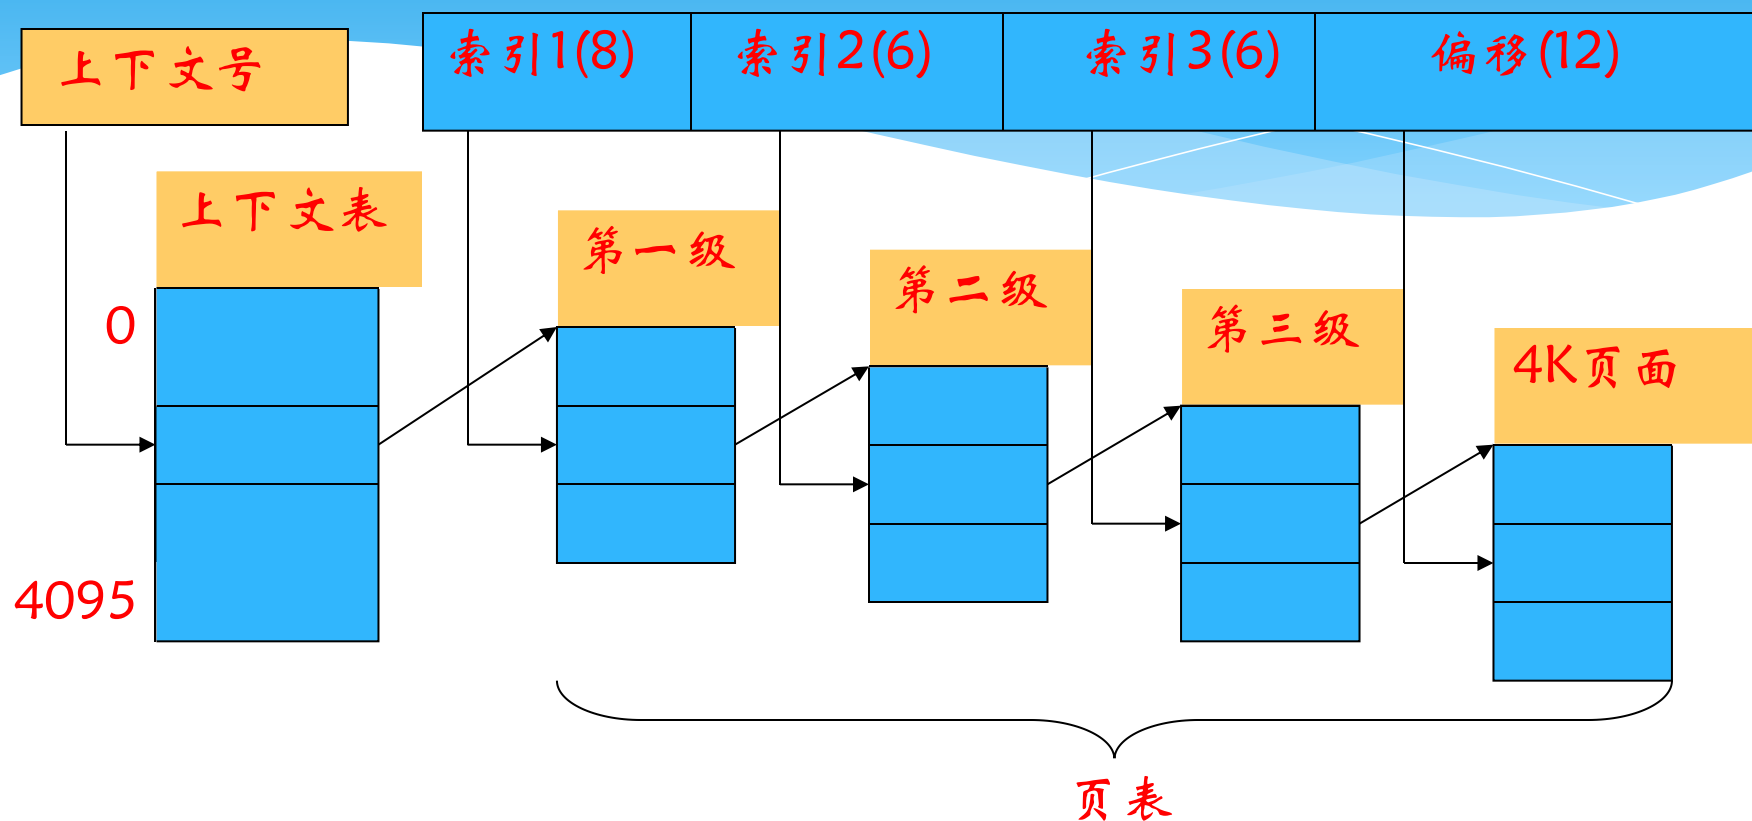 上下文号
索引1(8)
索引2(6)
索引3(6)
偏移(12)
上下文表
第一级
第二级
第三级
4K页面
0
4095
页表